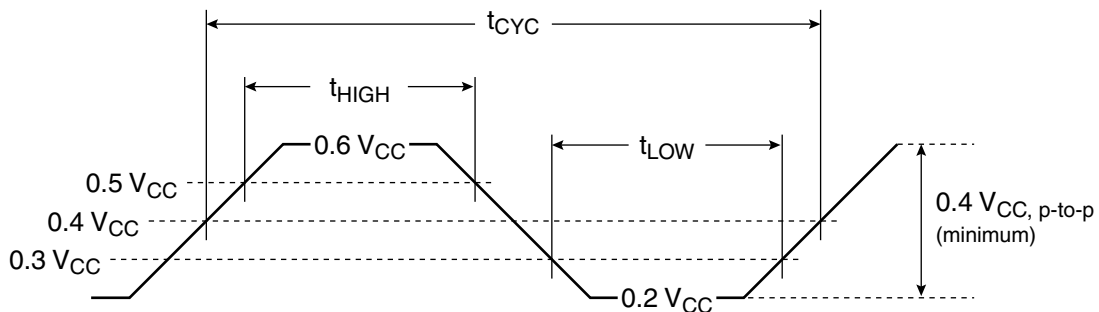 tCYC
tHIGH
0.6 VCC
tLOW
0.5 VCC
0.4 VCC
0.4 VCC, p-to-p
(minimum)
0.3 VCC
0.2 VCC